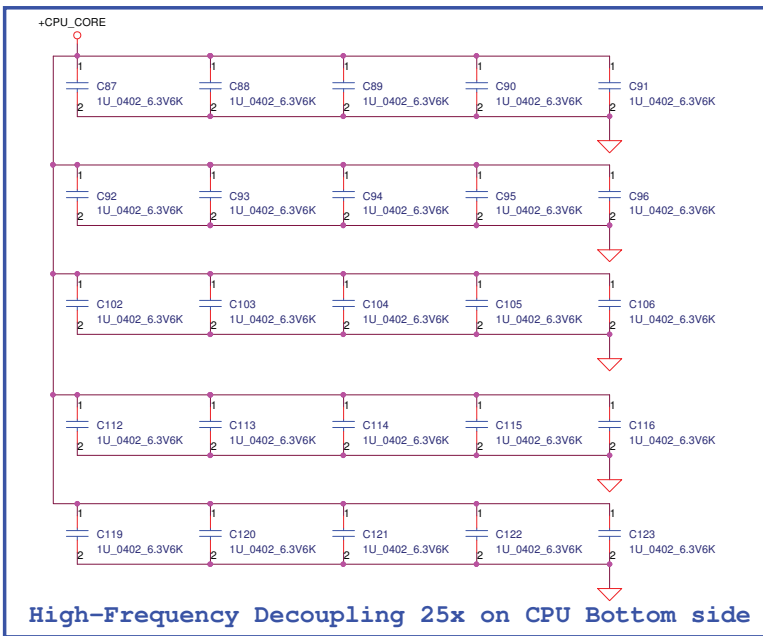 +CPU_CORE
1 1 1 1 1
C87 C88 C89 C90 C91
1U_0402_6.3V6K 1U_0402_6.3V6K 1U_0402_6.3V6K 1U_0402_6.3V6K 1U_0402_6.3V6K
2 2 2 2 2
1 1 1 1 1
C92 C93 C94 C95 C96
1U_0402_6.3V6K 1U_0402_6.3V6K 1U_0402_6.3V6K 1U_0402_6.3V6K 1U_0402_6.3V6K
2 2 2 2 2
1 1 1 1 1
C102 C103 C104 C105 C106
1U_0402_6.3V6K 1U_0402_6.3V6K 1U_0402_6.3V6K 1U_0402_6.3V6K 1U_0402_6.3V6K
2 2 2 2 2
1 1 1 1 1
C112 C113 C114 C115 C116
1U_0402_6.3V6K 1U_0402_6.3V6K 1U_0402_6.3V6K 1U_0402_6.3V6K 1U_0402_6.3V6K
2 2 2 2 2
1 1 1 1 1
C119 C120 C121 C122 C123
1U_0402_6.3V6K 1U_0402_6.3V6K 1U_0402_6.3V6K 1U_0402_6.3V6K 1U_0402_6.3V6K
2 2 2 2 2
High-Frequency Decoupling 25x on CPU Bottom side